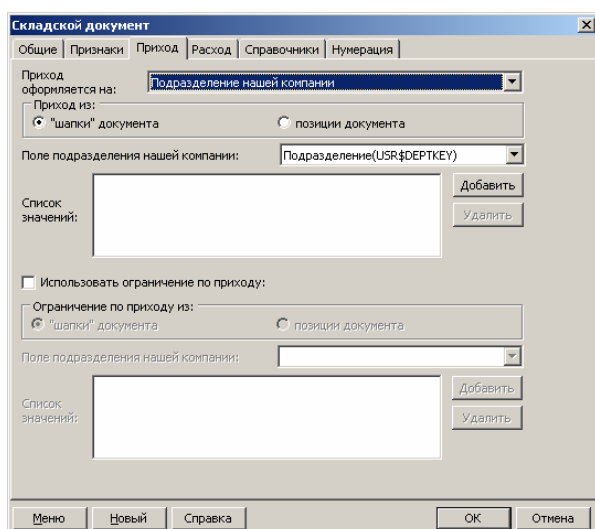 Складской документ
Общие Признаки Приход Расход Справочники Нумерация
Приход оформляется на: Подразделение нашей компании
Приход из:
"шапки" документа позиции документа
Поле подразделения нашей компании: Подразделение(USR$DEPTKEY)
Список значений:
Добавить
Удалить
Использовать ограничение по приходу:
Ограничение по приходу из:
"шапки" документа позиции документа
Поле подразделения нашей компании:
Список значений:
Добавить
Удалить
Меню Новый Справка OK Отмена